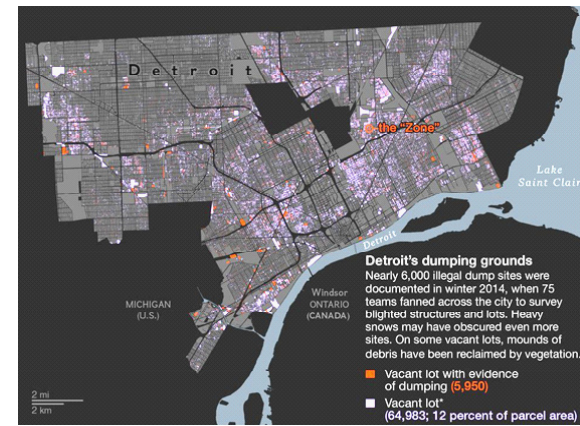 Detroit
the "Zone"
Lake
Saint Clair
Detroit
Detroit's dumping grounds
Nearly 6,000 illegal dump sites were
documented in winter 2014, when 75
teams fanned across the city to survey
blighted structures and lots. Heavy
snows may have obscured even more
sites. On some vacant lots, mounds of
debris have been reclaimed by vegetation.
Windsor
ONTARIO
(CANADA)
MICHIGAN
(U.S.)
Vacant lot with evidence
of dumping (5,950)
Vacant lot*
(64,983; 12 percent of parcel area)
2 mi
2 km